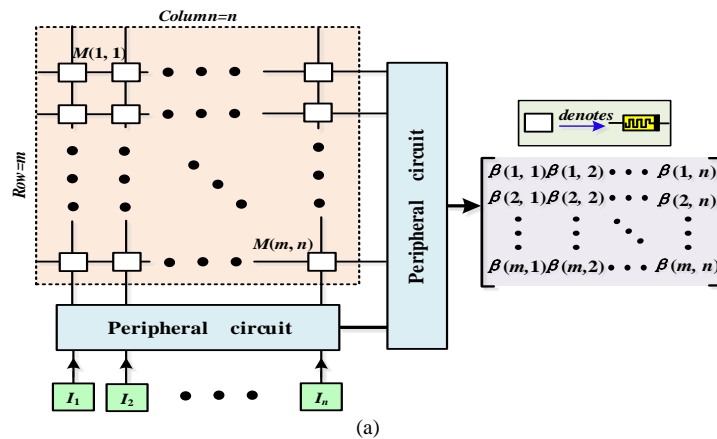 Column=n
M(1, 1)
Row=m
M(m, n)
Peripheral circuit
Peripheral circuit
I1
I2
In
denotes
β(1, 1) β(1, 2) • • • β(1, n)
β(2, 1) β(2, 2) • • • β(2, n)
β(m,1) β(m,2) • • • β(m, n)
(a)